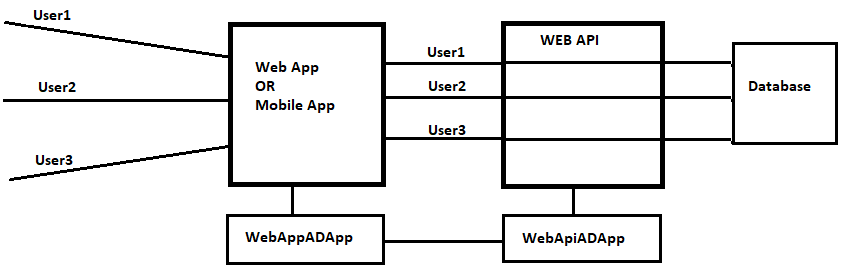 User1
User2
User3
Web App
OR
Mobile App
User1
User2
User3
WEB API
Database
WebAppADApp
WebApiADApp